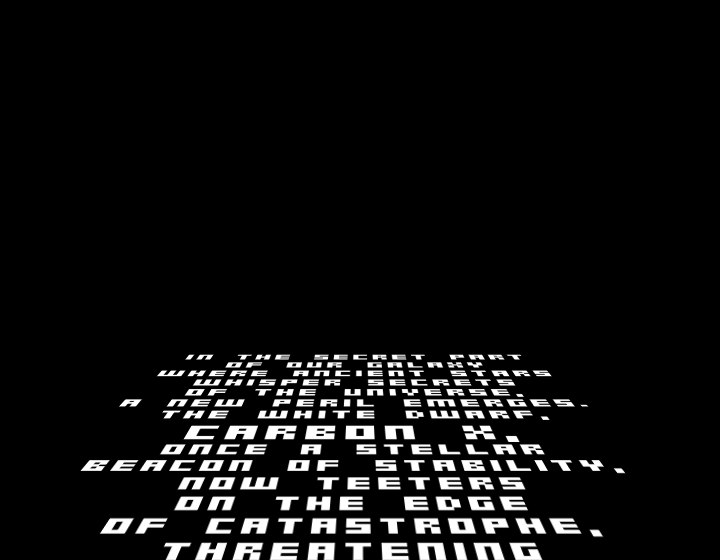 IN THE SECRET PART
OF OUR GALAXY
WHERE ANCIENT STARS
WHISPER SECRETS
OF THE UNIVERSE,
A NEW PERIL EMERGES.
THE WHITE DWARF,
CARBON X,
ONCE A STELLAR
BEACON OF STABILITY,
NOW TEETERS
ON THE EDGE
OF CATASTROPHE,
THREATENING